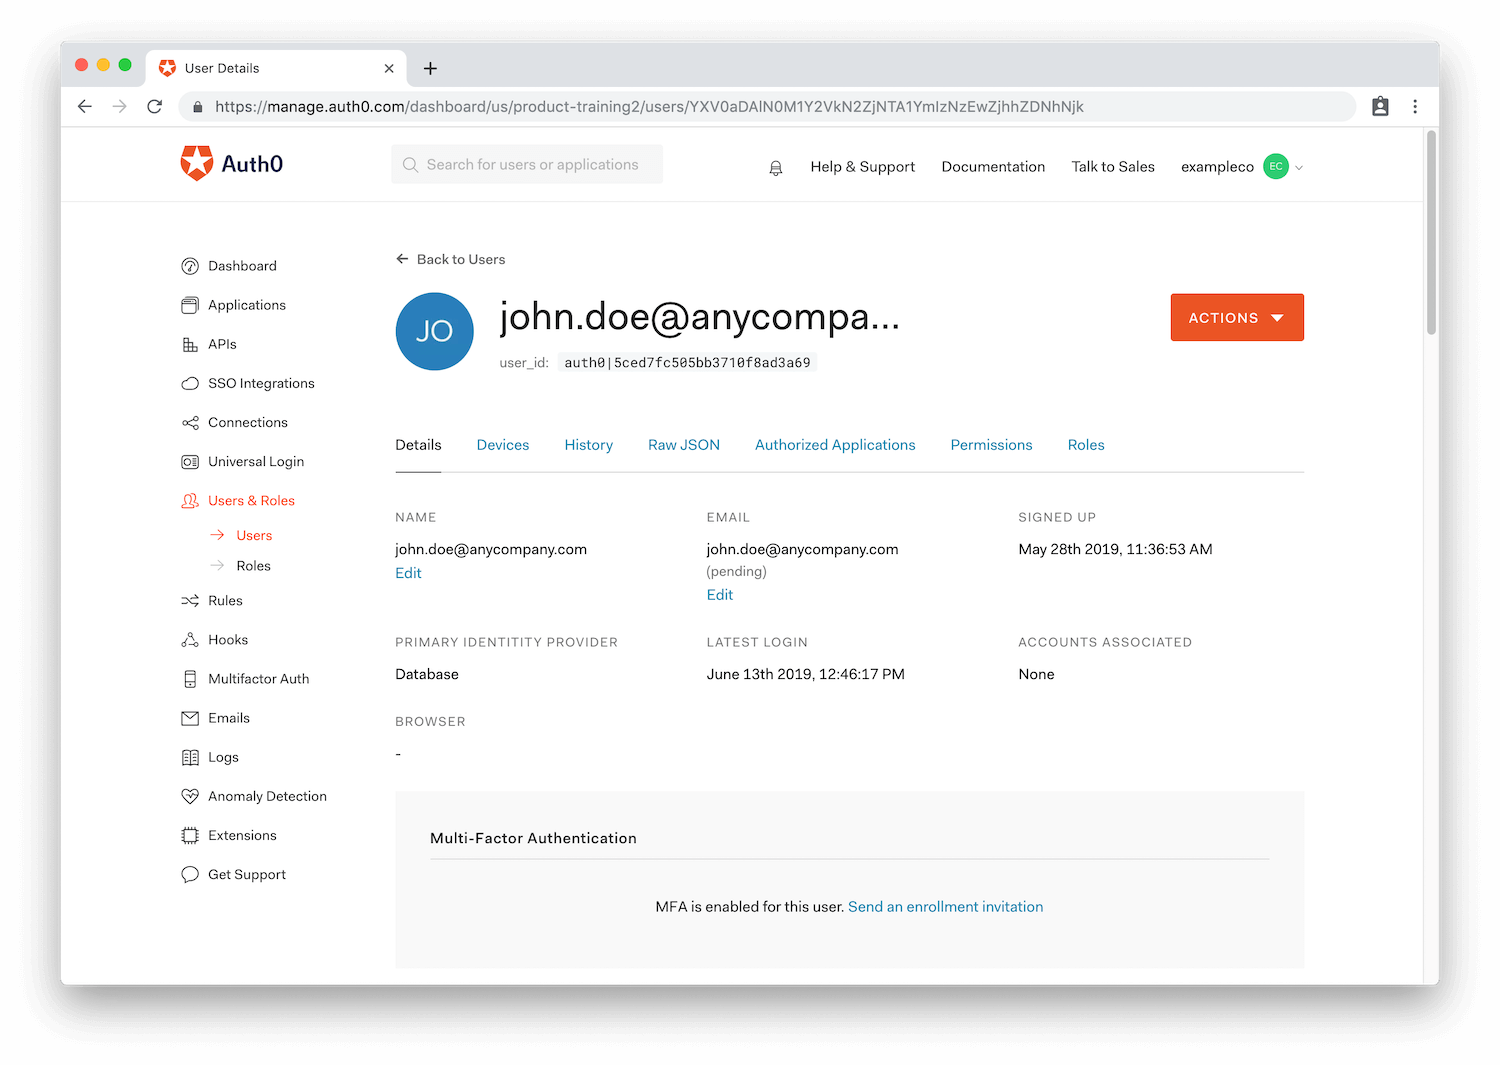 User Details
https://manage.auth0.com/dashboard/us/product-training2/users/YXV0aDAlN0M1Y2VkN2ZjNTA1YmIzNzEwZjhhZDNhNjk
Auth0
Search for users or applications
Help & Support
Documentation
Talk to Sales
exampleco
EC
Dashboard
Applications
APIs
SSO Integrations
Connections
Universal Login
Users & Roles
Users
Roles
Rules
Hooks
Multifactor Auth
Emails
Logs
Anomaly Detection
Extensions
Get Support
Back to Users
JO
john.doe@anycompa...
user_id: auth0|5ced7fc505bb3710f8ad3a69
ACTIONS
Details Devices History Raw JSON Authorized Applications Permissions Roles
NAME
john.doe@anycompany.com
Edit
EMAIL
john.doe@anycompany.com
(pending)
Edit
SIGNED UP
May 28th 2019, 11:36:53 AM
PRIMARY IDENTITITY PROVIDER
Database
LATEST LOGIN
June 13th 2019, 12:46:17 PM
ACCOUNTS ASSOCIATED
None
BROWSER
-
Multi-Factor Authentication
MFA is enabled for this user. Send an enrollment invitation